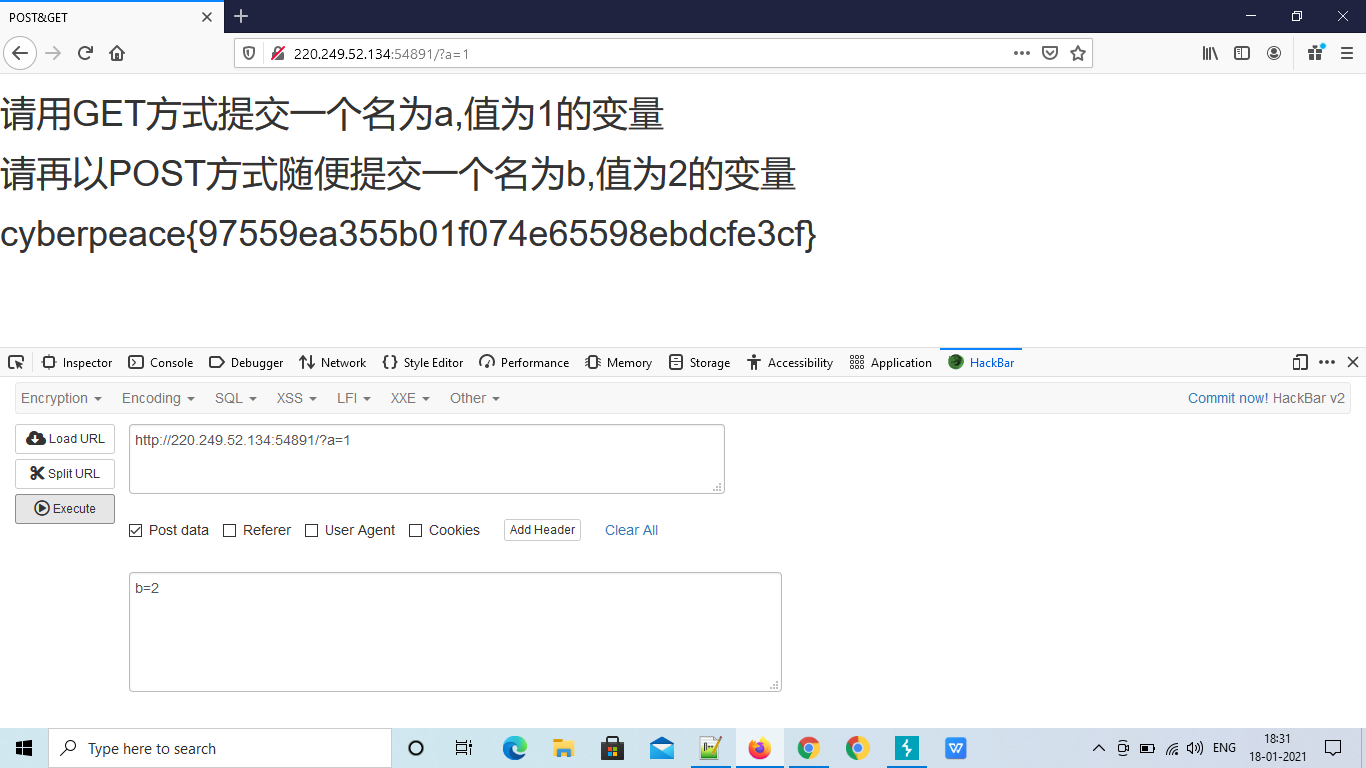 POST&GET
220.249.52.134:54891/?a=1
请用GET方式提交一个名为a,值为1的变量
请再以POST方式随便提交一个名为b,值为2的变量
cyberpeace{97559ea355b01f074e65598ebdcfe3cf}
Inspector Console Debugger Network Style Editor Performance Memory Storage Accessibility Application HackBar
Encryption Encoding SQL XSS LFI XXE Other Commit now! HackBar v2
Load URL http://220.249.52.134:54891/?a=1
Split URL
Execute
Post data Referer User Agent Cookies Add Header Clear All
b=2
Type here to search ENG 18:31
18-01-2021